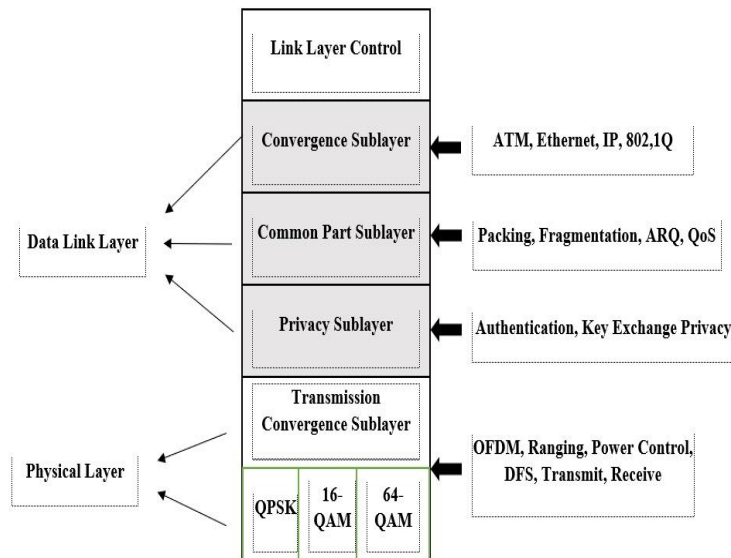 Link Layer Control
Convergence Sublayer
ATM, Ethernet, IP, 802,1Q
Data Link Layer
Common Part Sublayer
Packing, Fragmentation, ARQ, QoS
Privacy Sublayer
Authentication, Key Exchange Privacy
Transmission
Convergence Sublayer
Physical Layer
OFDM, Ranging, Power Control,
DFS, Transmit, Receive
QPSK
16-
QAM
64-
QAM